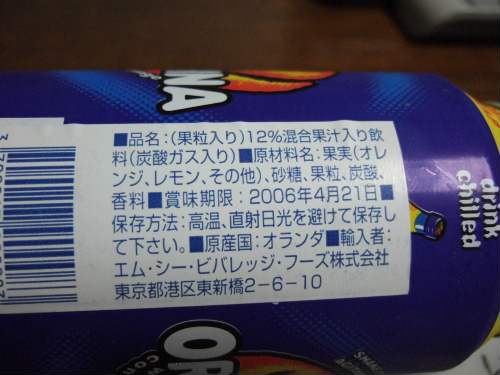 ■品名:(果粒入り)12%混合果汁入り飲
料(炭酸ガス入り)■原材料名:果実(オレ
ンジ、レモン、その他)、砂糖、果粒、炭酸、
香料■賞味期限:2006年4月21日■
保存方法:高温、直射日光を避けて保存し
て下さい。■原産国:オランダ■輸入者:
エム・シー・ビバレッジ・フーズ株式会社
東京都港区東新橋2-6-10
drink
chilled